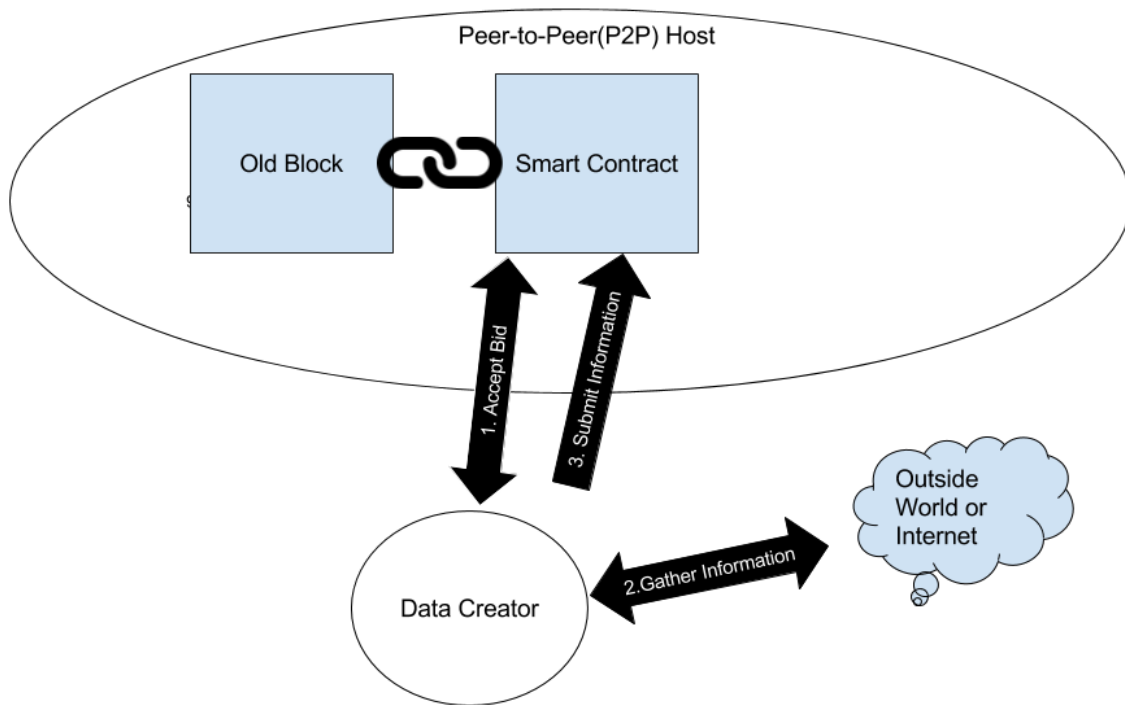 Peer-to-Peer(P2P) Host
Old Block
Smart Contract
1. Accept Bid
3. Submit Information
Outside
World or
Internet
2.Gather Information
Data Creator